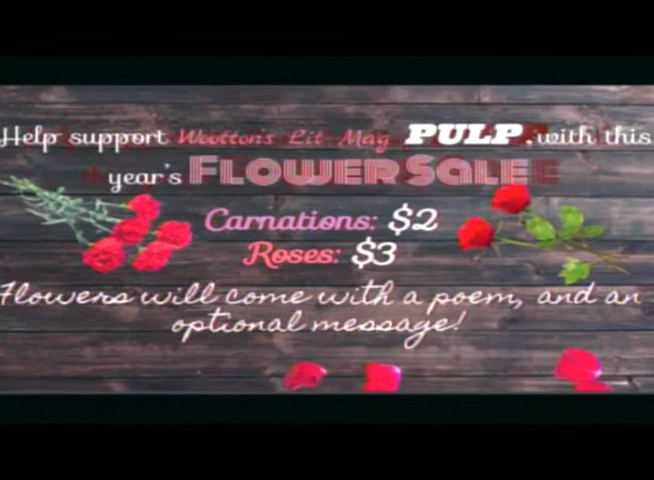 Help support Wootton's Lit Mag PULP, with this
year's FLOWER SALE
Carnations: $2
Roses: $3
Flowers will come with a poem, and an
optional message!